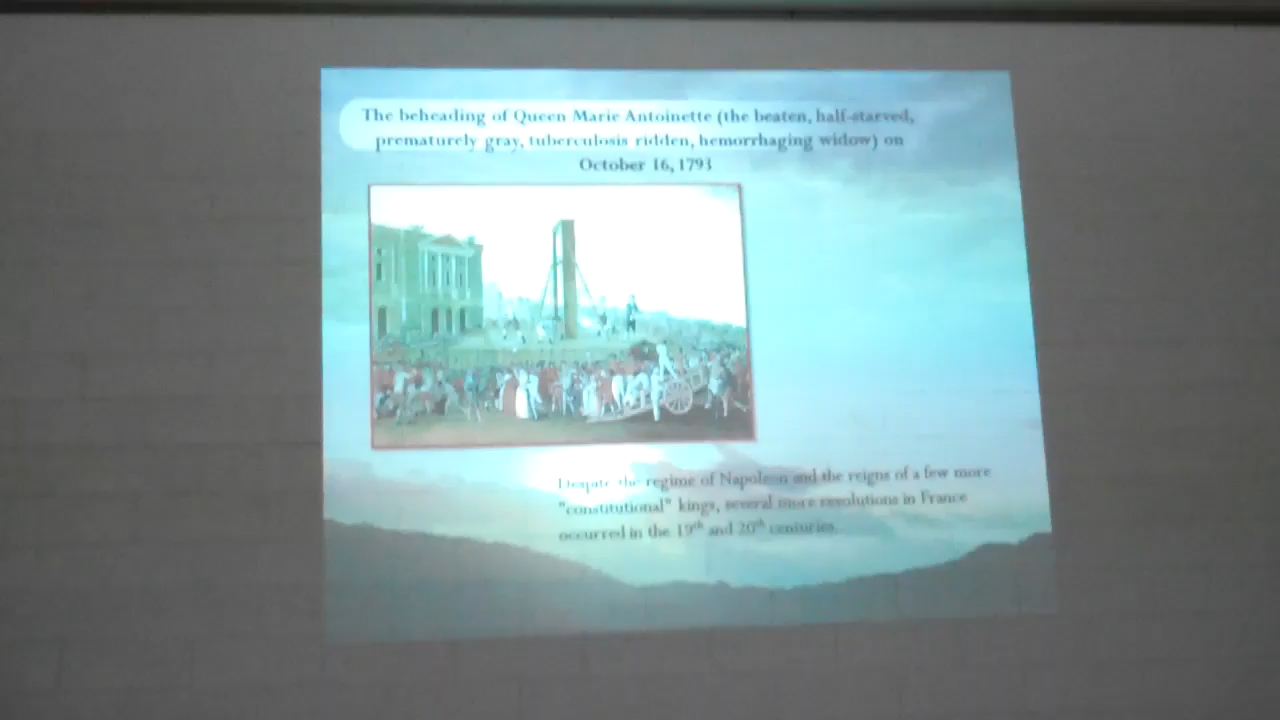 The beheading of Queen Marie Antoinette (the beaten, half-starved,
prematurely gray, tuberculosis ridden, hemorrhaging widow) on
October 16, 1793
Despite the regime of Napoleon and the reigns of a few more
"constitutional" kings, several more revolutions in France
occurred in the 19th and 20th centuries.